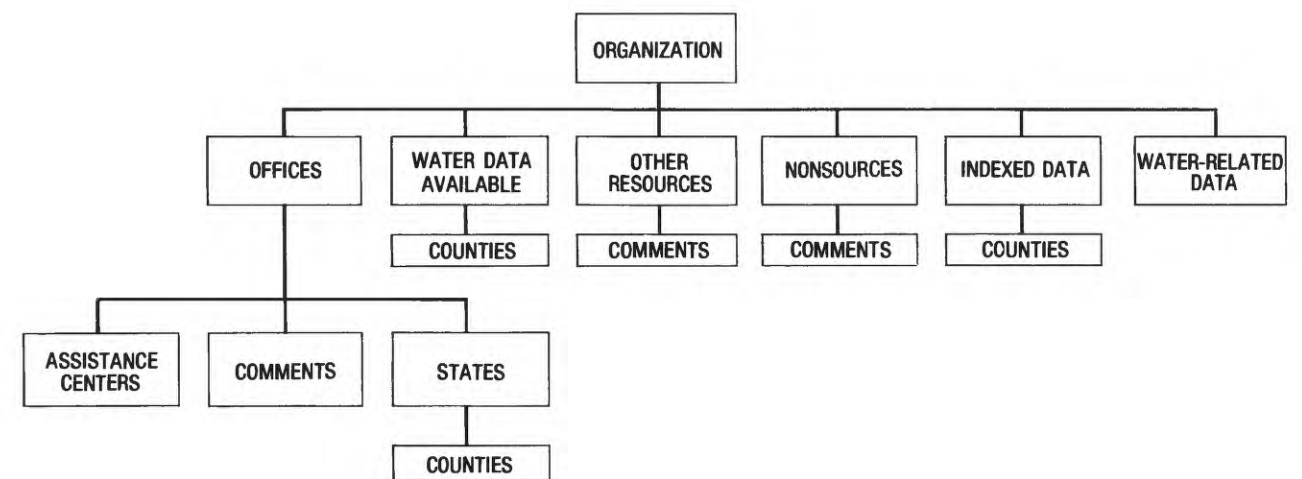 ORGANIZATION
OFFICES
WATER DATA
AVAILABLE
OTHER
RESOURCES
NONSOURCES
INDEXED DATA
WATER-RELATED
DATA
COUNTIES
COMMENTS
COMMENTS
COUNTIES
ASSISTANCE
CENTERS
COMMENTS
STATES
COUNTIES